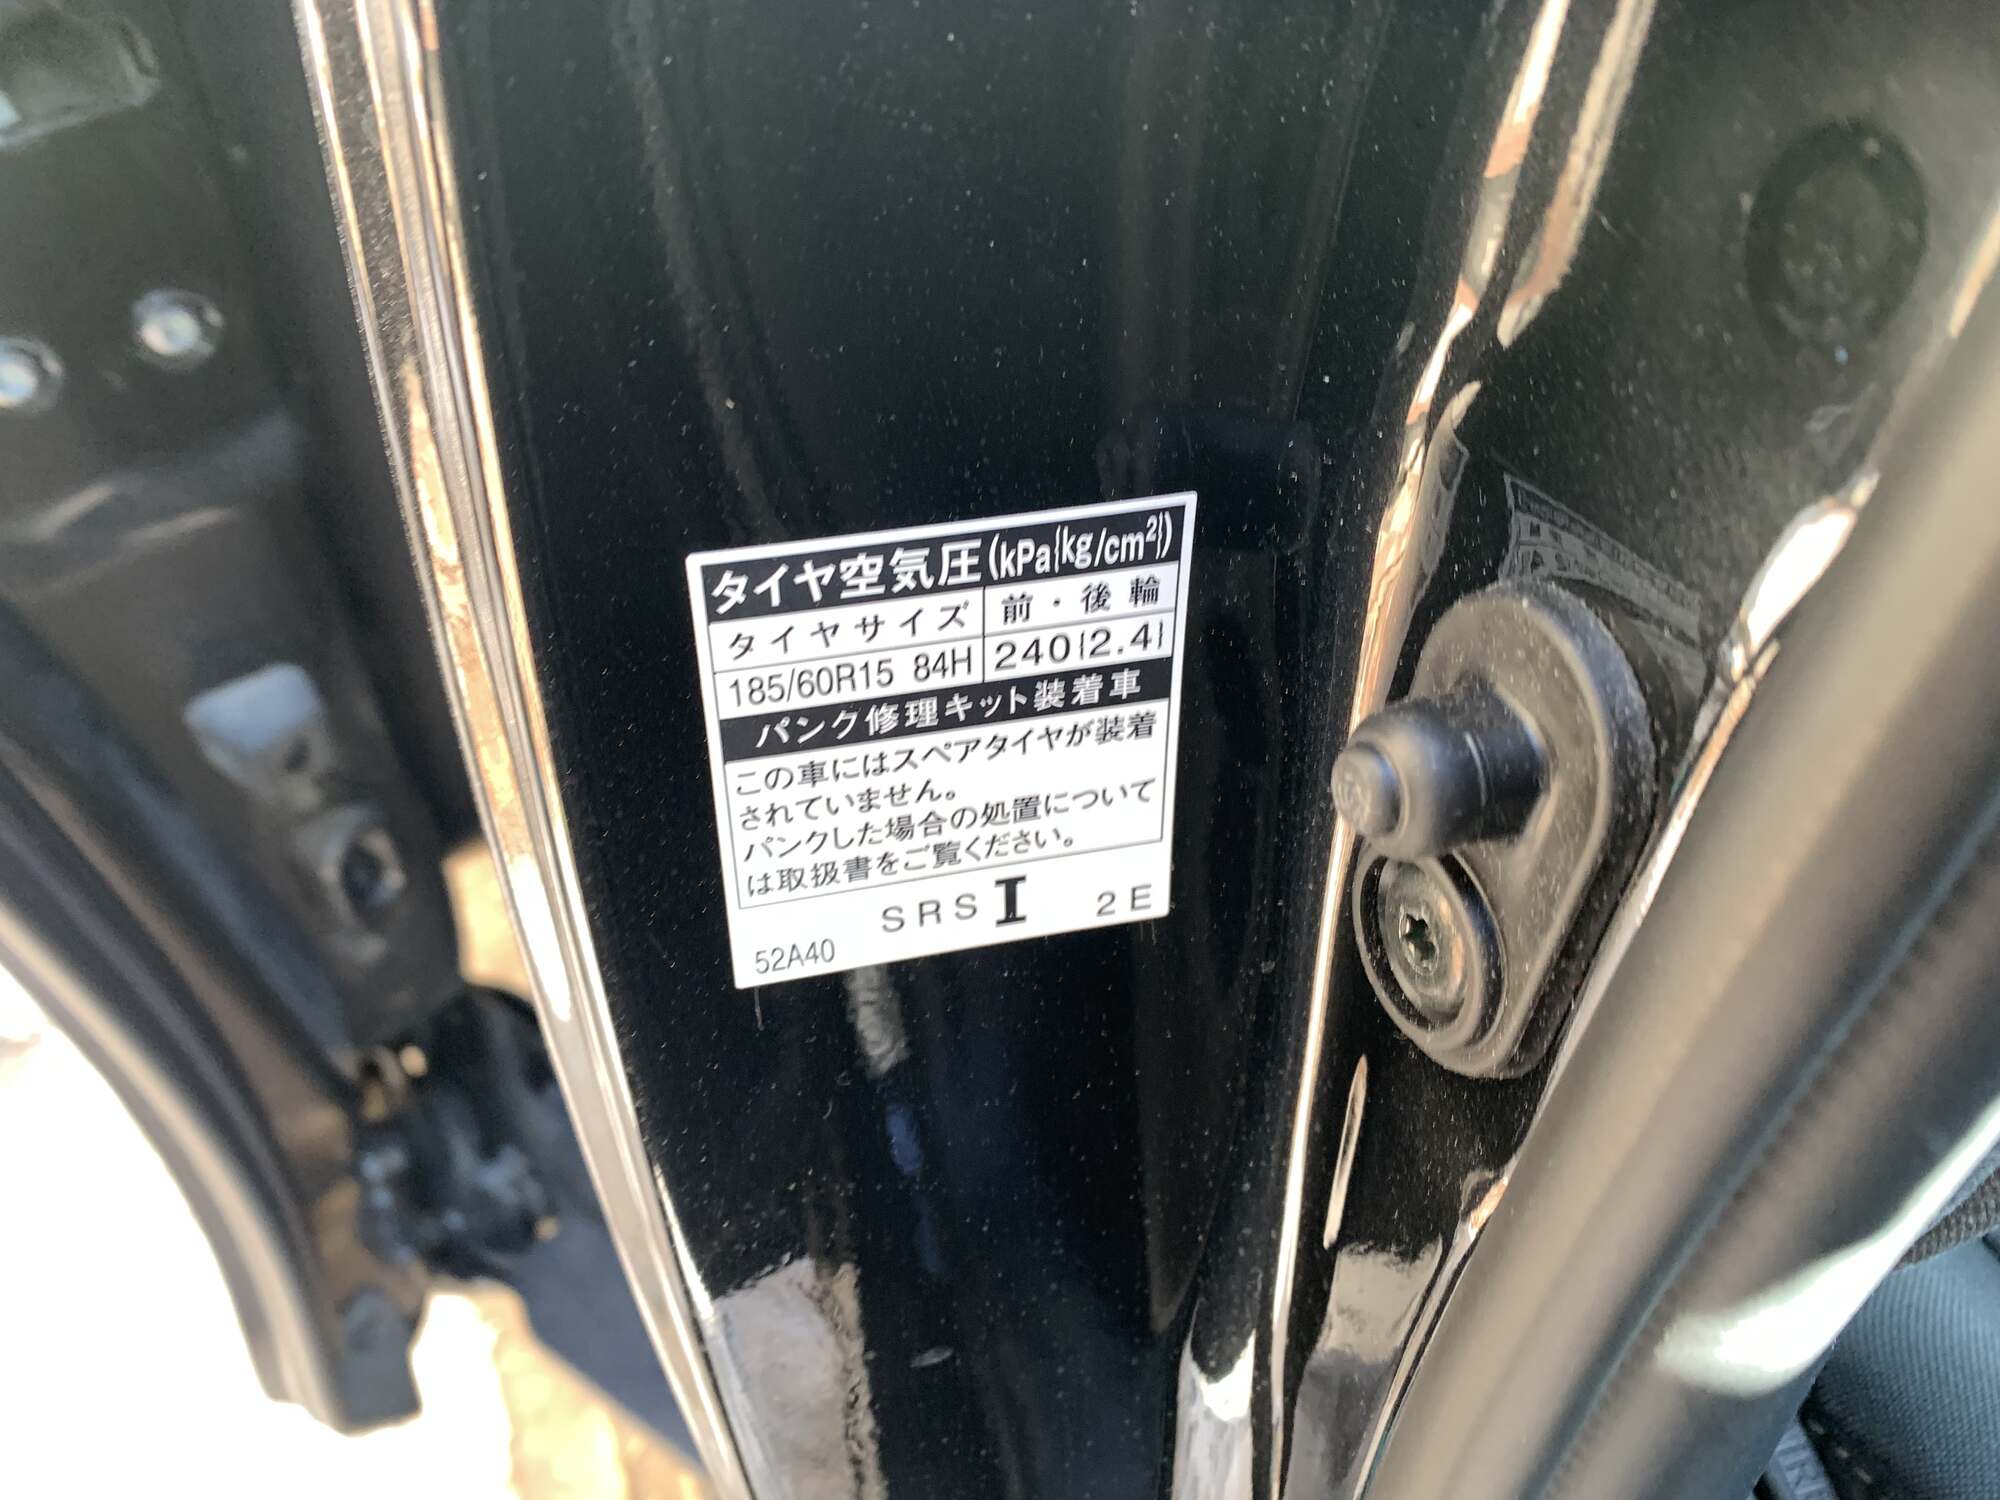 タイヤ空気圧(kPa{kg/cm²})
タイヤサイズ 前・後輪
185/60R15 84H 240{2.4}
パンク修理キット装着車
この車にはスペアタイヤが装着
されていません。
パンクした場合の処置について
は取扱書をご覧ください。
SRS I 2E
52A40